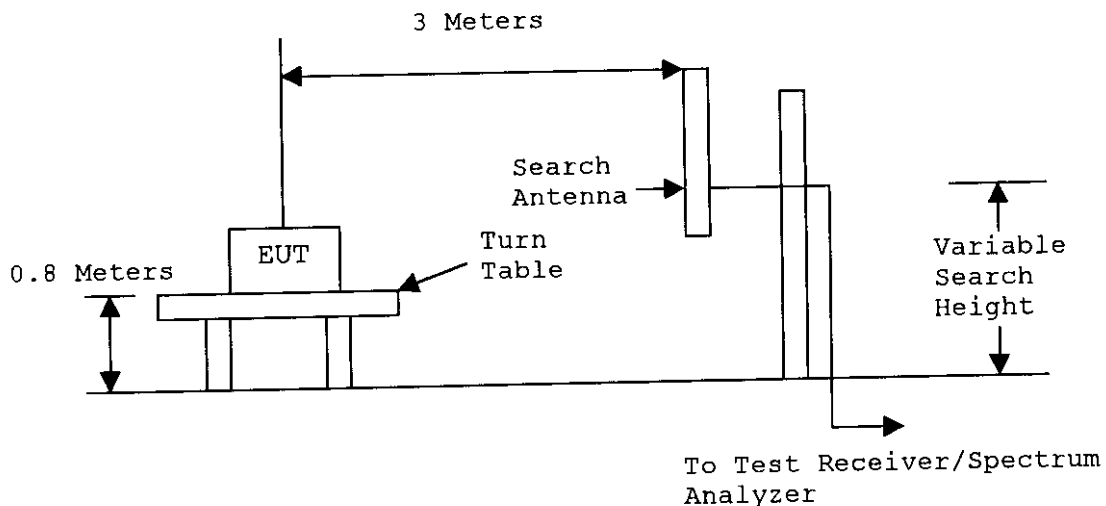 3 Meters
Search
Antenna
EUT
Turn
Table
0.8 Meters
Variable
Search
Height
To Test Receiver/Spectrum
Analyzer